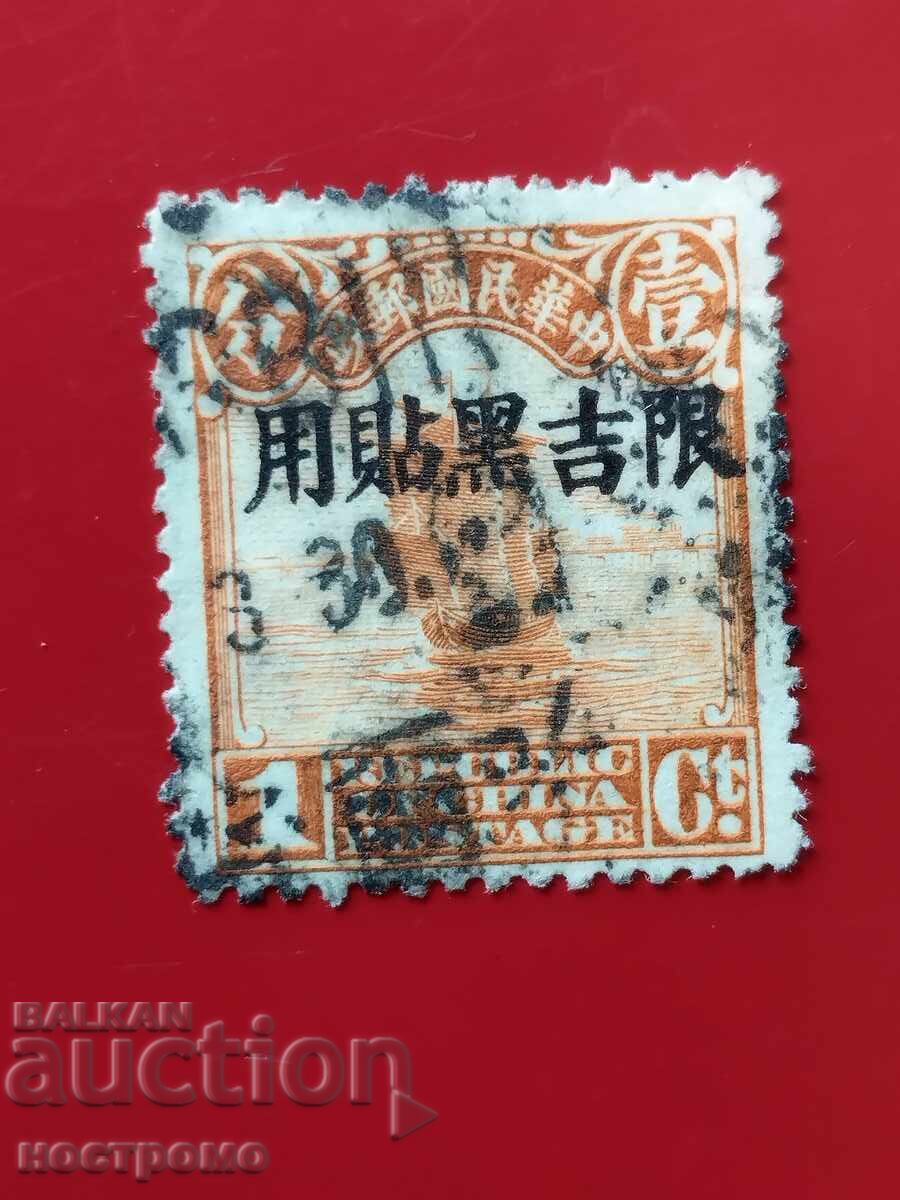 中華民國郵政
壹
分
限吉黑貼用
1
REPUBLIC
OF CHINA
POSTAGE
Ct.
BALKAN
auction
НОСТРОМО